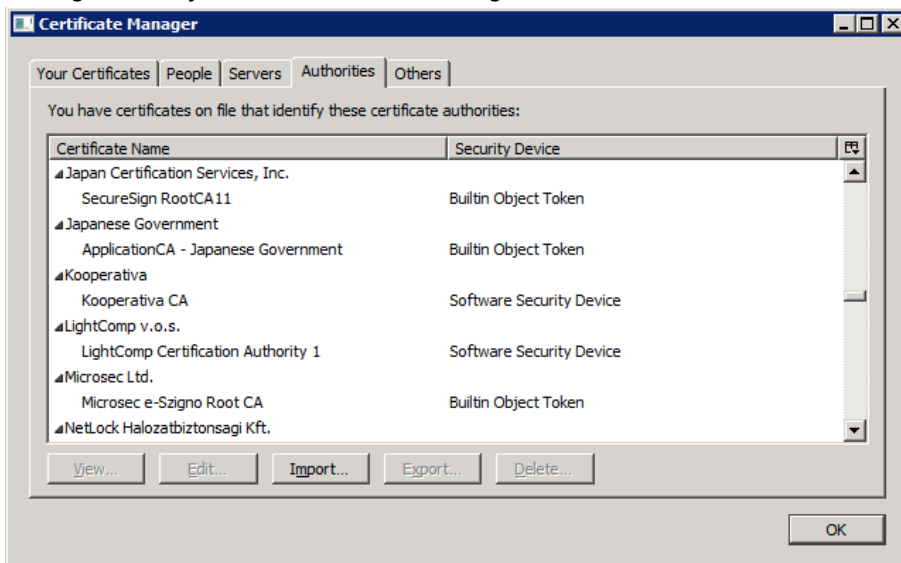 Certificate Manager
Your Certificates People Servers Authorities Others
You have certificates on file that identify these certificate authorities:
Certificate Name Security Device
Japan Certification Services, Inc.
SecureSign RootCA11 Builtin Object Token
Japanese Government
ApplicationCA - Japanese Government Builtin Object Token
Kooperativa
Kooperativa CA Software Security Device
LightComp v.o.s.
LightComp Certification Authority 1 Software Security Device
Microsec Ltd.
Microsec e-Szigno Root CA Builtin Object Token
NetLock Halozatbiztonsagi Kft.
View... Edit... Import... Export... Delete...
OK